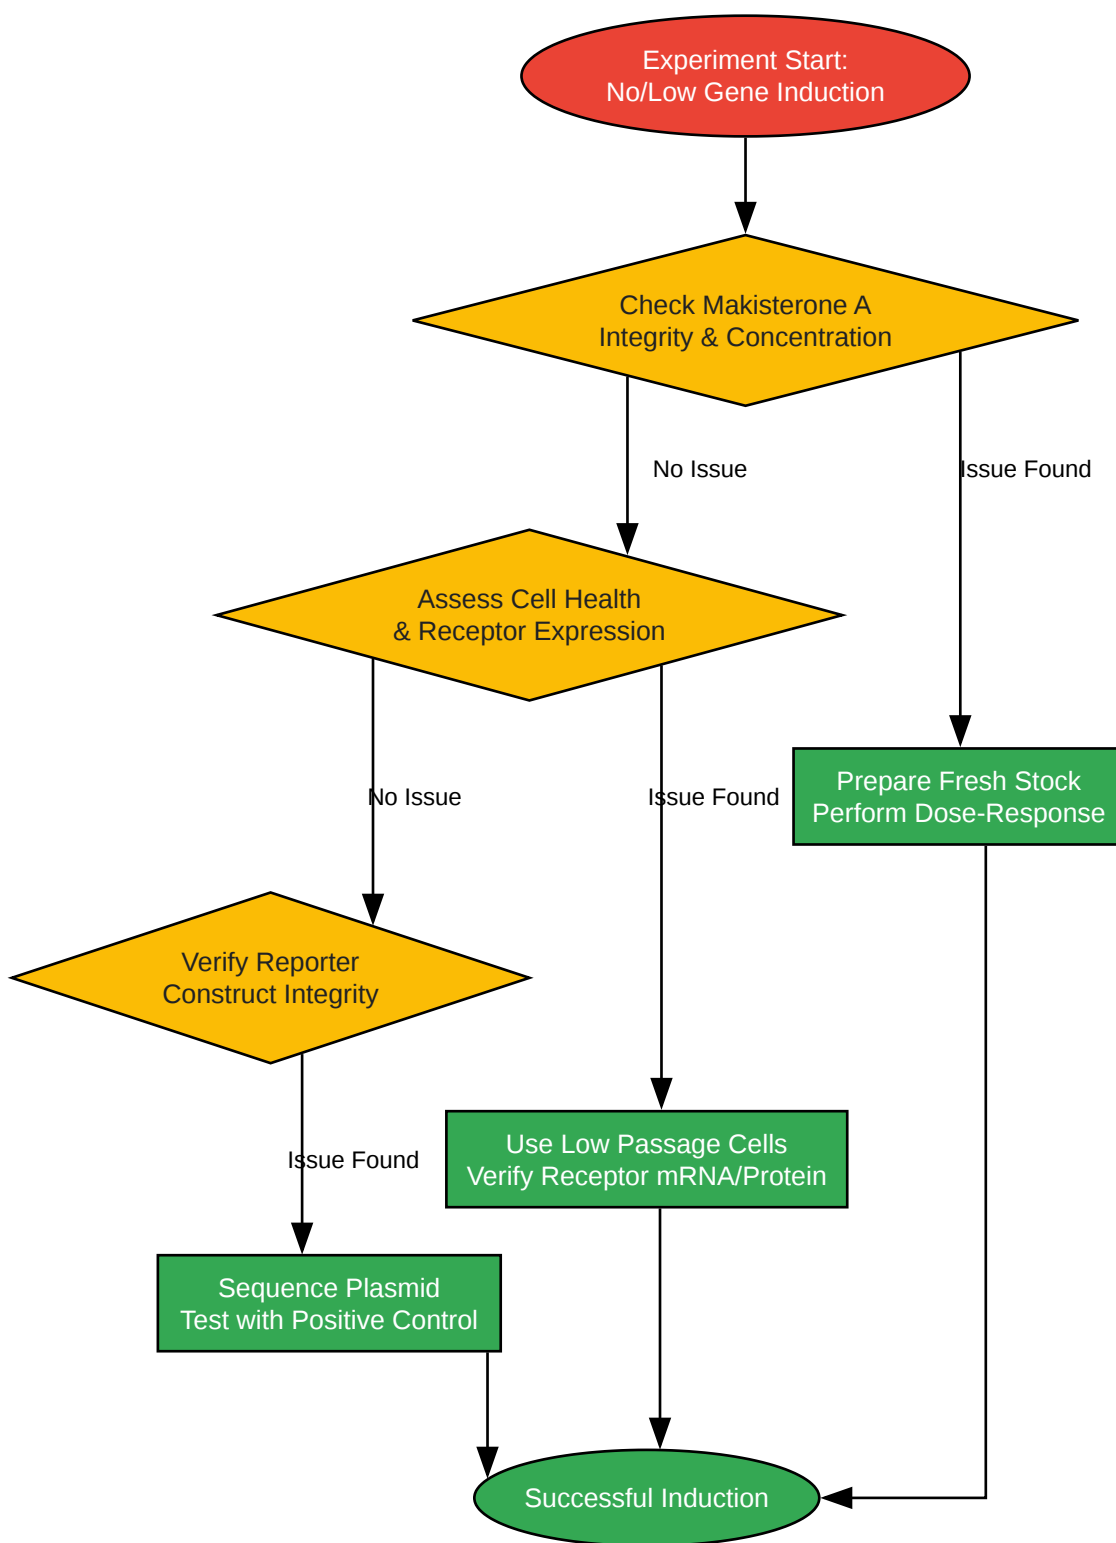 Experiment Start:
No/Low Gene Induction
Check Makisterone A
Integrity & Concentration
No Issue
Issue Found
Assess Cell Health
& Receptor Expression
Prepare Fresh Stock
Perform Dose-Response
No Issue
Issue Found
Verify Reporter
Construct Integrity
Use Low Passage Cells
Verify Receptor mRNA/Protein
Issue Found
Sequence Plasmid
Test with Positive Control
Successful Induction